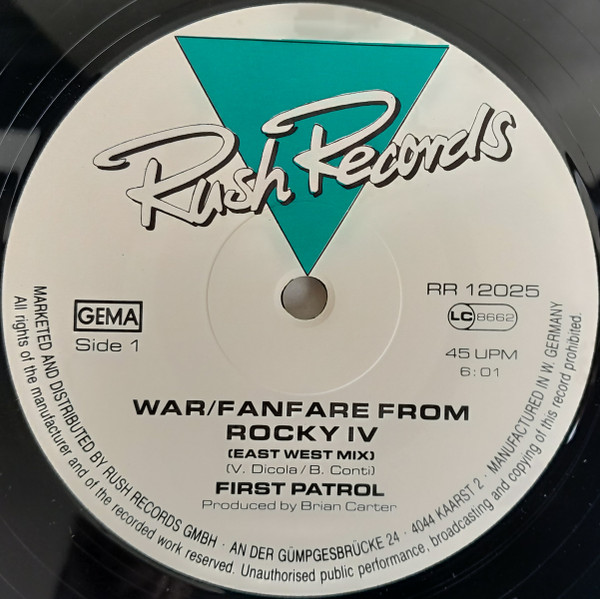 Rush Records
RR 12025
GEMA
LC 8662
Side 1
45 UPM
6:01
WAR/FANFARE FROM
ROCKY IV
(EAST WEST MIX)
(V. Dicola/B. Conti)
FIRST PATROL
Produced by Brian Carter
MARKETED AND DISTRIBUTED BY RUSH RECORDS GMBH · AN DER GÜMPGESBRÜCKE 24 · 4044 KAARST 2 · MANUFACTURED IN W. GERMANY
All rights of the manufacturer and of the recorded work reserved. Unauthorised public performance, broadcasting and copying of this record prohibited.